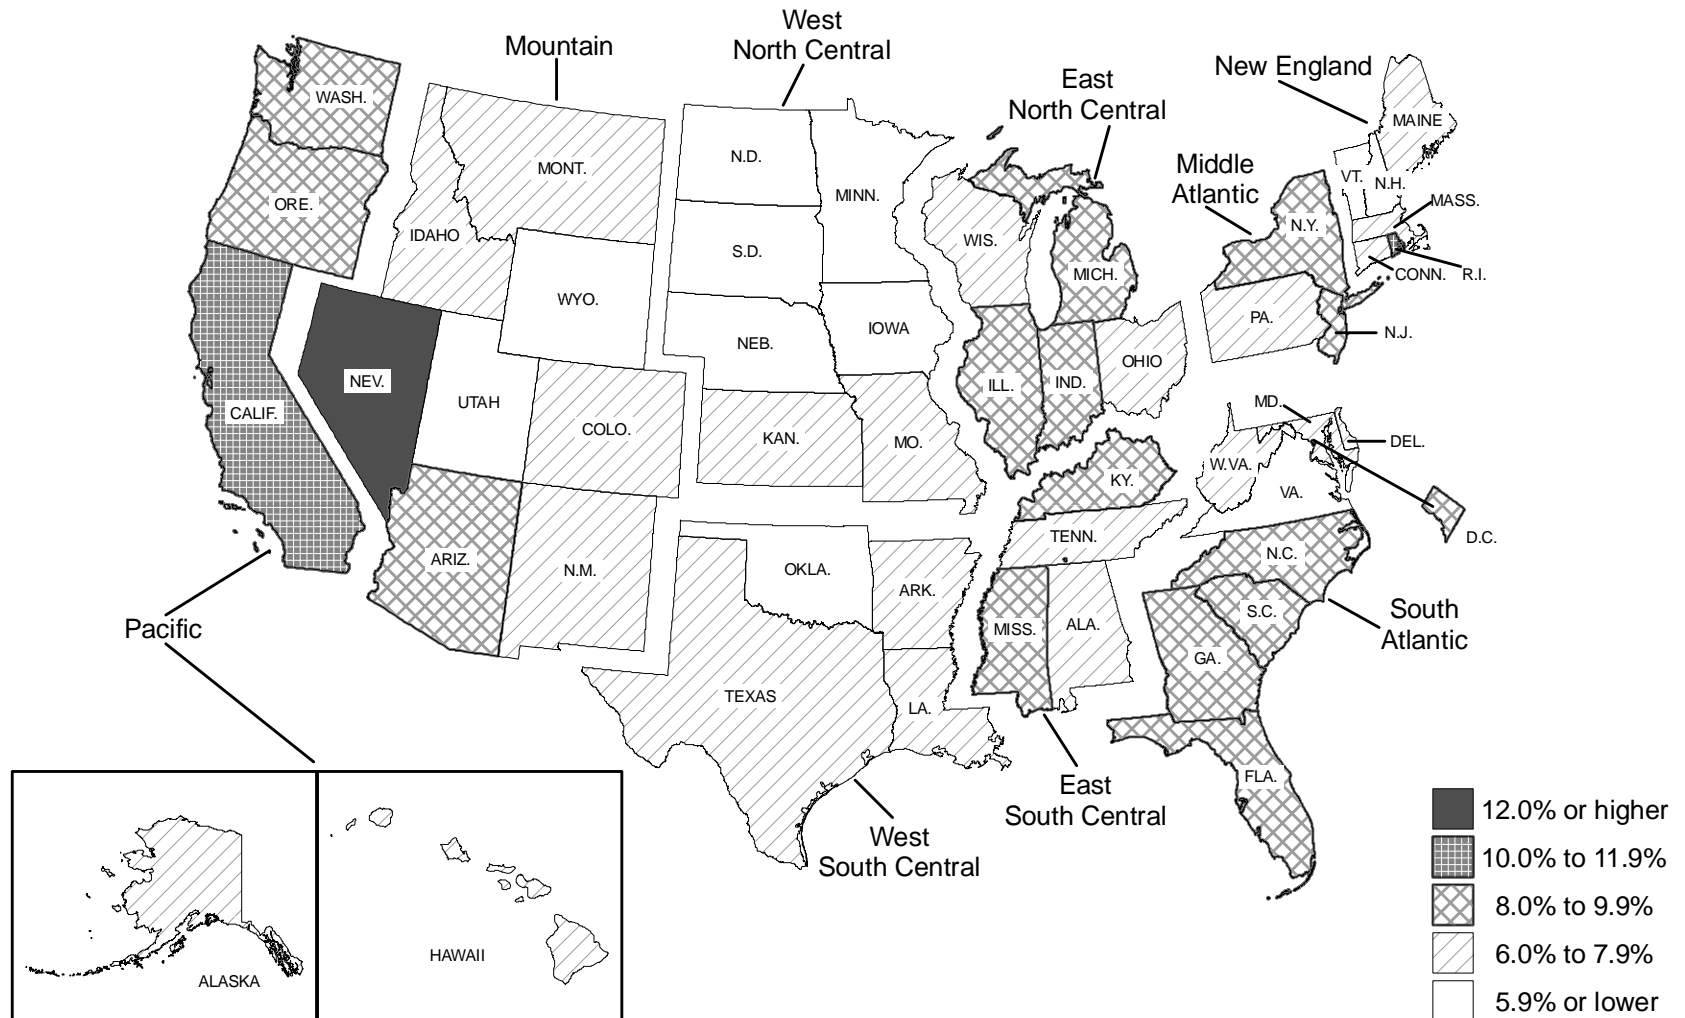 West
North Central
Mountain
New England
East
North Central
WASH.
MAINE
N.D.
MONT.
Middle
Atlantic
VT.
N.H.
MINN.
MASS.
ORE.
N.Y.
IDAHO
WIS.
S.D.
MICH.
CONN.
R.I.
WYO.
PA.
IOWA
N.J.
NEB.
OHIO
NEV.
ILL.
IND.
UTAH
MD.
CALIF.
COLO.
KAN.
MO.
DEL.
W.VA.
KY.
VA.
TENN.
D.C.
N.C.
ARIZ.
N.M.
OKLA.
ARK.
S.C.
South
Atlantic
Pacific
MISS.
ALA.
GA.
TEXAS
LA.
FLA.
East
South Central
West
South Central
HAWAII
ALASKA
12.0% or higher
10.0% to 11.9%
8.0% to 9.9%
6.0% to 7.9%
5.9% or lower